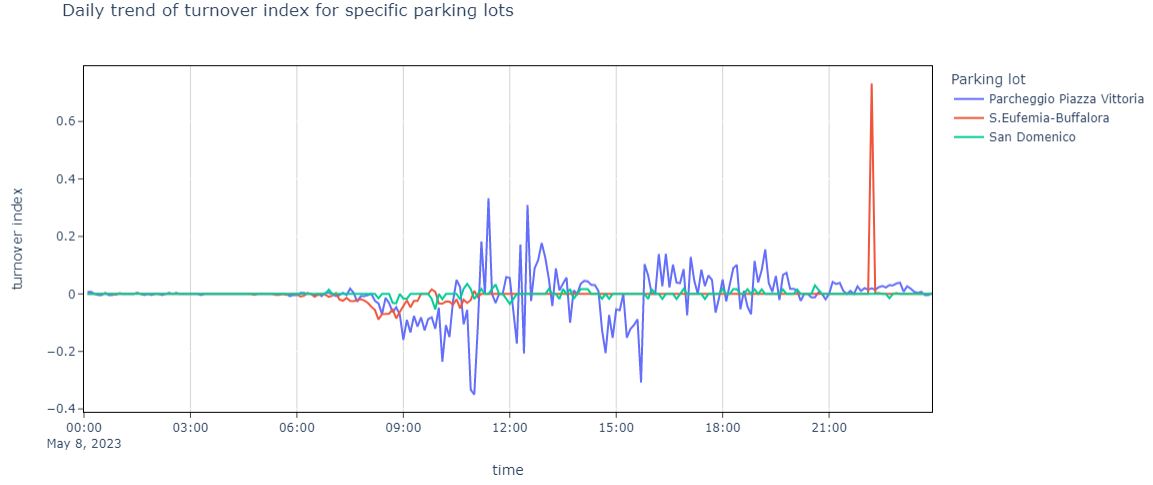 Daily trend of turnover index for specific parking lots
Parking lot
Parcheggio Piazza Vittoria
S.Eufemia-Buffalora
San Domenico
turnover index
0.6
0.4
0.2
0
−0.2
−0.4
00:00 03:00 06:00 09:00 12:00 15:00 18:00 21:00
May 8, 2023
time